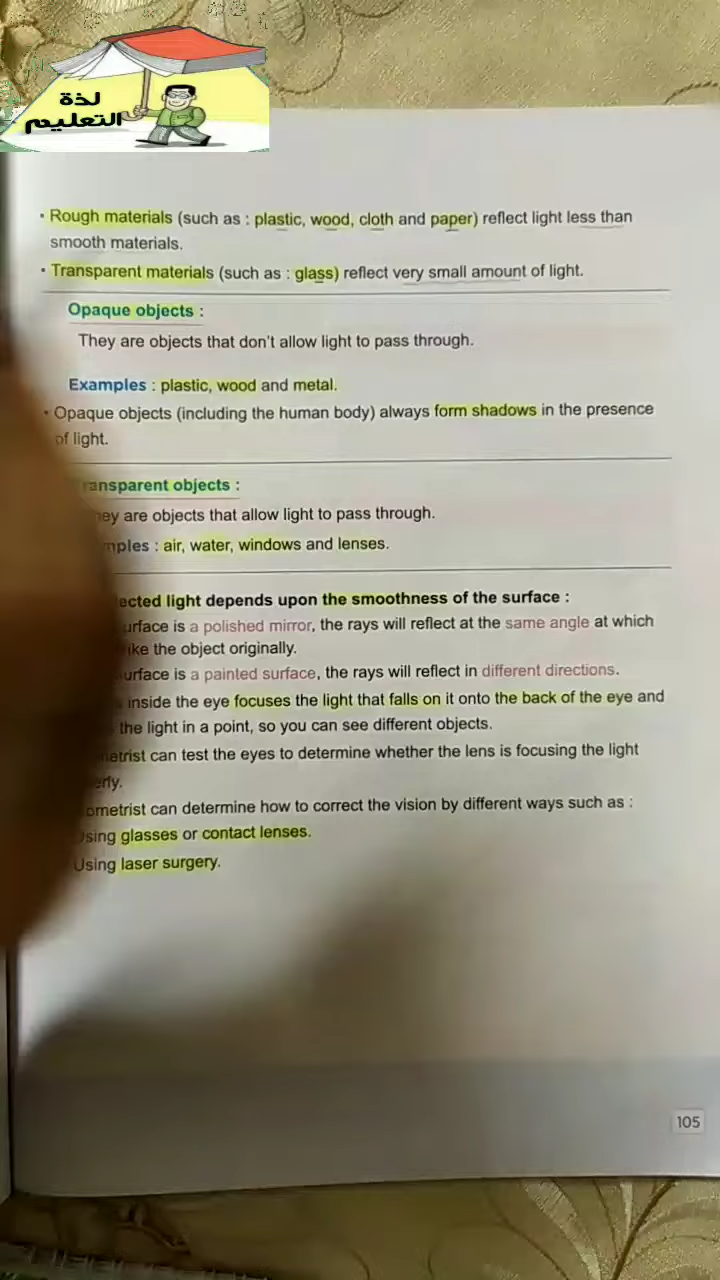 لذة
التعليم
• Rough materials (such as : plastic, wood, cloth and paper) reflect light less than
smooth materials.
• Transparent materials (such as : glass) reflect very small amount of light.
Opaque objects :
They are objects that don't allow light to pass through.
Examples : plastic, wood and metal.
• Opaque objects (including the human body) always form shadows in the presence
of light.
ransparent objects :
ey are objects that allow light to pass through.
mples : air, water, windows and lenses.
ected light depends upon the smoothness of the surface :
urface is a polished mirror, the rays will reflect at the same angle at which
ike the object originally.
urface is a painted surface, the rays will reflect in different directions.
inside the eye focuses the light that falls on it onto the back of the eye and
the light in a point, so you can see different objects.
etrist can test the eyes to determine whether the lens is focusing the light
erly.
ometrist can determine how to correct the vision by different ways such as :
Using glasses or contact lenses.
Using laser surgery.
105